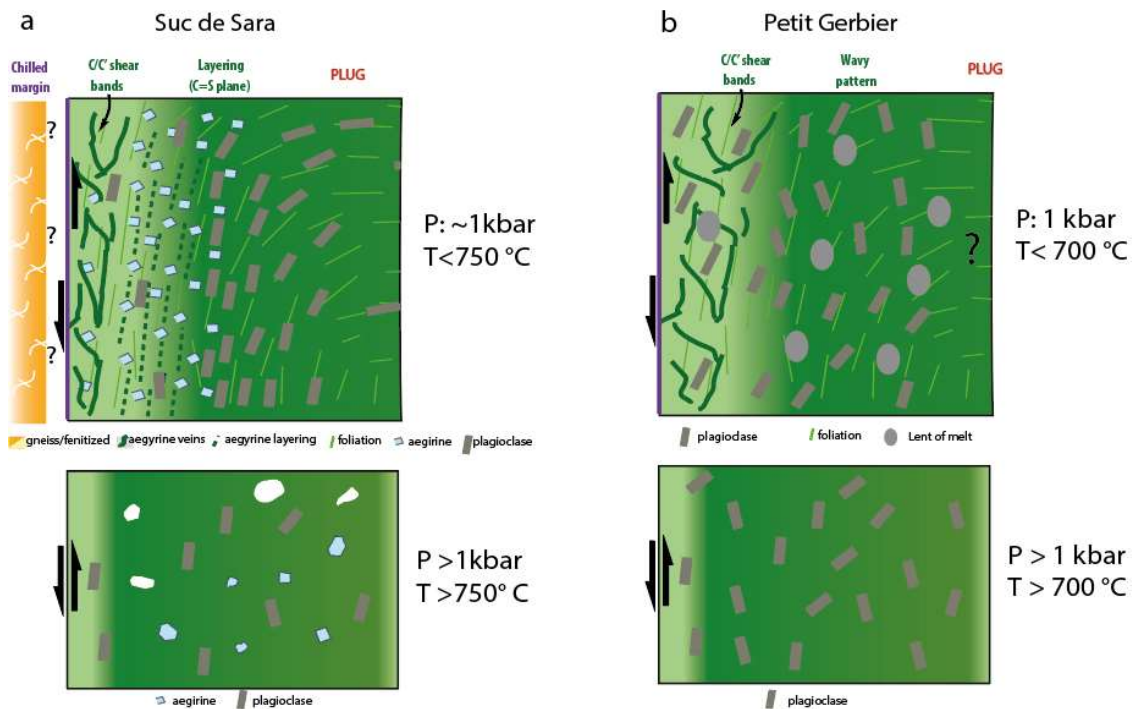 a
Suc de Sara
Chilled
margin
C/C' shear
bands
Layering
(C=S plane)
PLUG
?
?
?
P: ~1kbar
T<750 °C
gneiss/fenitized
aegyrine veins
aegyrine layering
foliation
aegirine
plagioclase
P >1kbar
T >750° C
aegirine
plagioclase
b
Petit Gerbier
C/C' shear
bands
Wavy
pattern
PLUG
?
P: 1 kbar
T< 700 °C
plagioclase
foliation
Lent of melt
P > 1 kbar
T > 700 °C
plagioclase